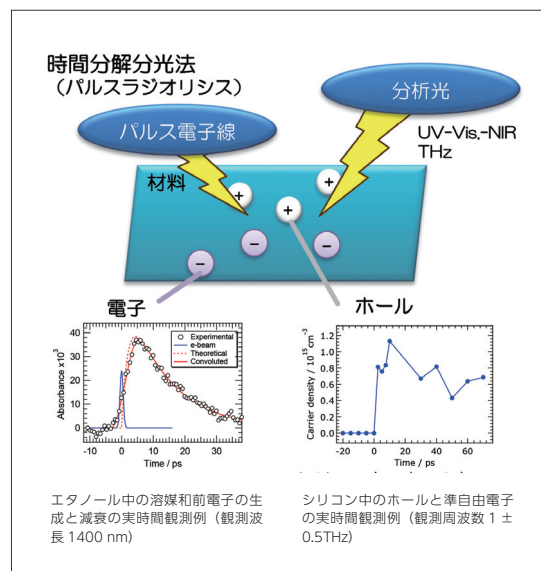 時間分解分光法
（パルスラジオリシス）
分析光
パルス電子線
UV-Vis.-NIR
THz
材料
+
+
+
−
−
−
電子
ホール
Absorbance x10³
40
30
20
10
0
Experimental
e-beam
Theoretical
Convoluted
-10 0 10 20 30
Time / ps
Carrier density / 10¹⁵ cm⁻³
1.2
1.0
0.8
0.6
0.4
0.2
0.0
-20 0 20 40 60
Time / ps
エタノール中の溶媒和前電子の生
成と減衰の実時間観測例（観測波
長 1400 nm）
シリコン中のホールと準自由電子
の実時間観測例（観測周波数 1 ±
0.5THz）